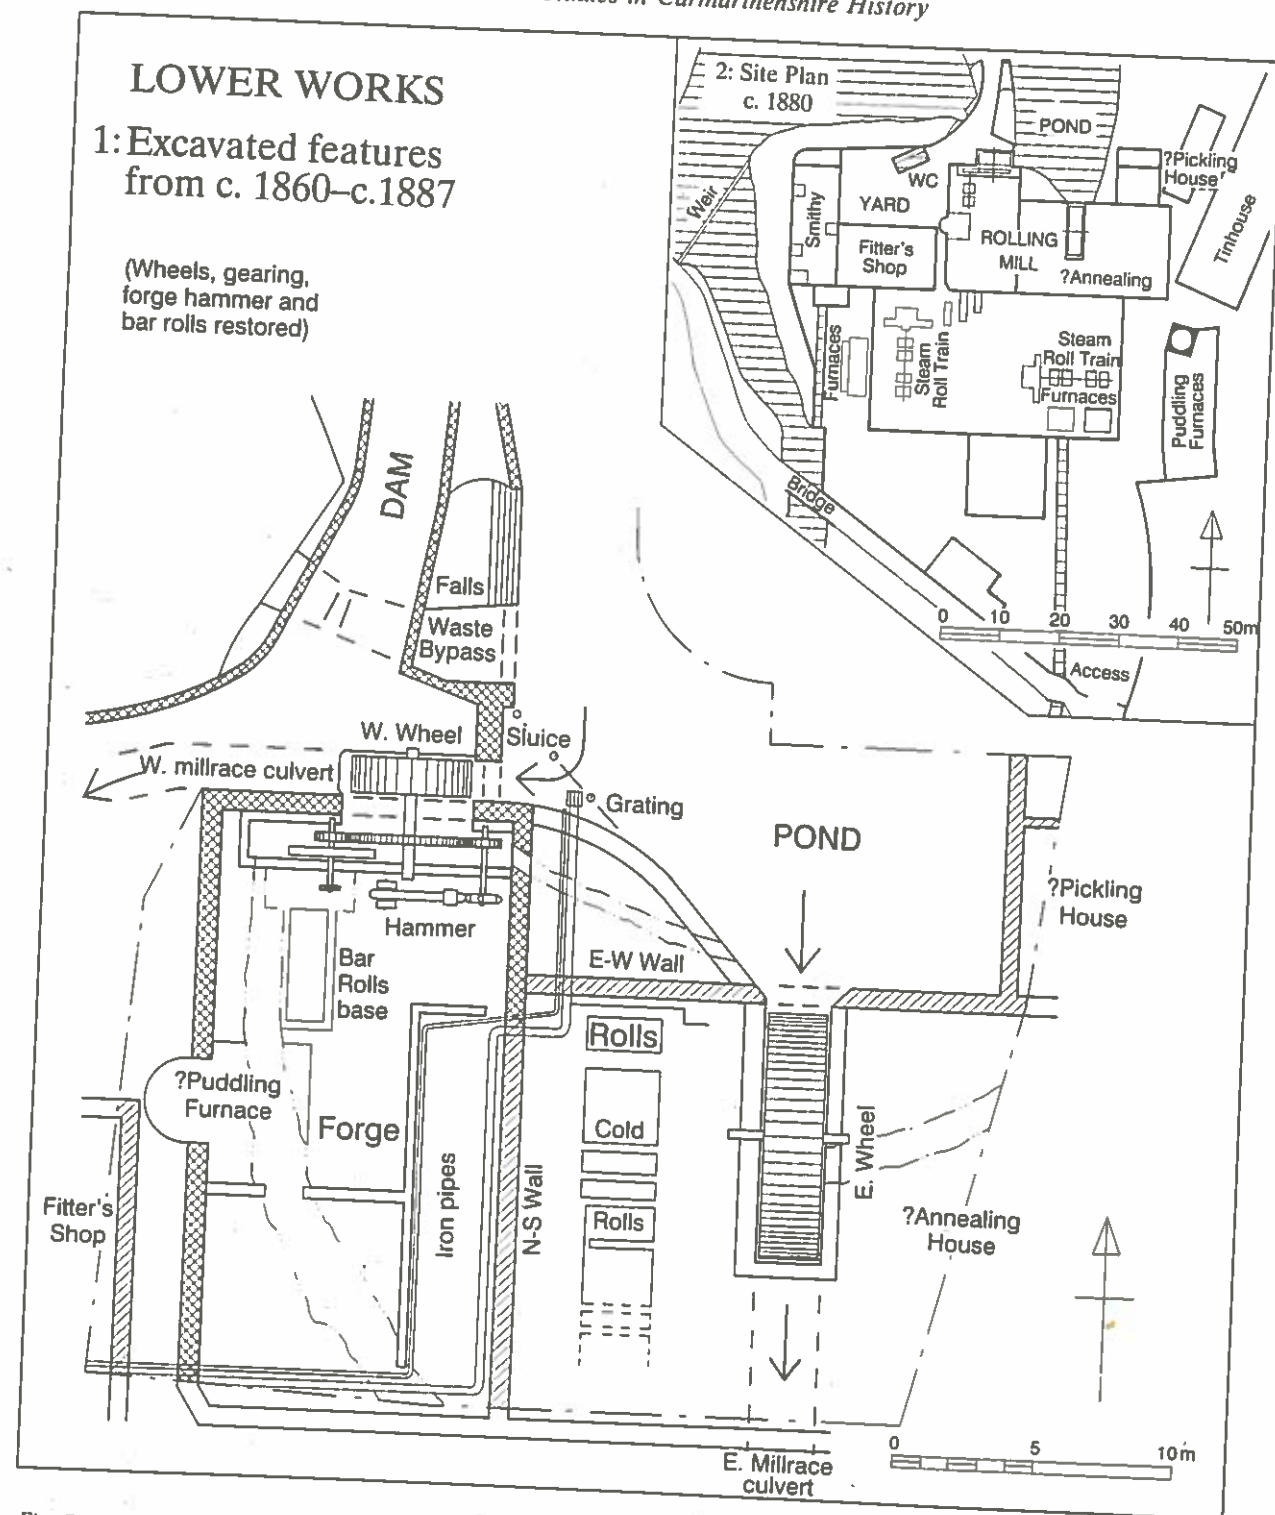 in Carmarthenshire History
LOWER WORKS
1: Excavated features
from c. 1860–c.1887
(Wheels, gearing,
forge hammer and
bar rolls restored)
2: Site Plan
c. 1880
POND
?Pickling
House
Tinhouse
WC
YARD
Smithy
Weir
Fitter's
Shop
ROLLING
MILL
?Annealing
Furnaces
Steam
Roll Train
Steam
Roll Train
Furnaces
Puddling
Furnaces
Bridge
0 10 20 30 40 50m
Access
DAM
Falls
Waste
Bypass
W. Wheel
Sluice
W. millrace culvert
Grating
POND
?Pickling
House
Hammer
E-W Wall
Bar
Rolls
base
Rolls
?Puddling
Furnace
Forge
Cold
Iron pipes
N-S Wall
Rolls
E. Wheel
Fitter's
Shop
?Annealing
House
0 5 10m
E. Millrace
culvert